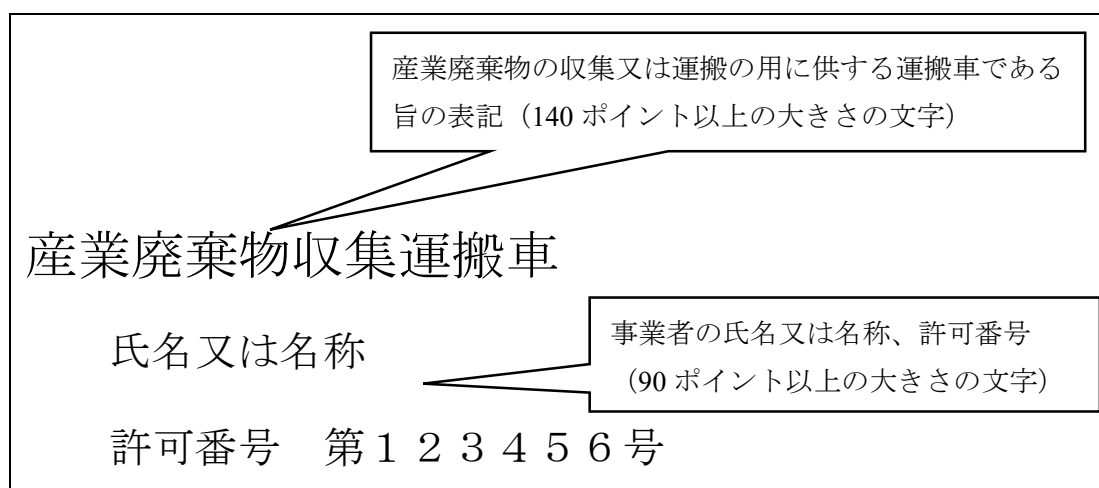 産業廃棄物の収集又は運搬の用に供する運搬車である
旨の表記（140 ポイント以上の大きさの文字）
産業廃棄物収集運搬車
氏名又は名称
事業者の氏名又は名称、許可番号
（90 ポイント以上の大きさの文字）
許可番号　第１２３４５６号